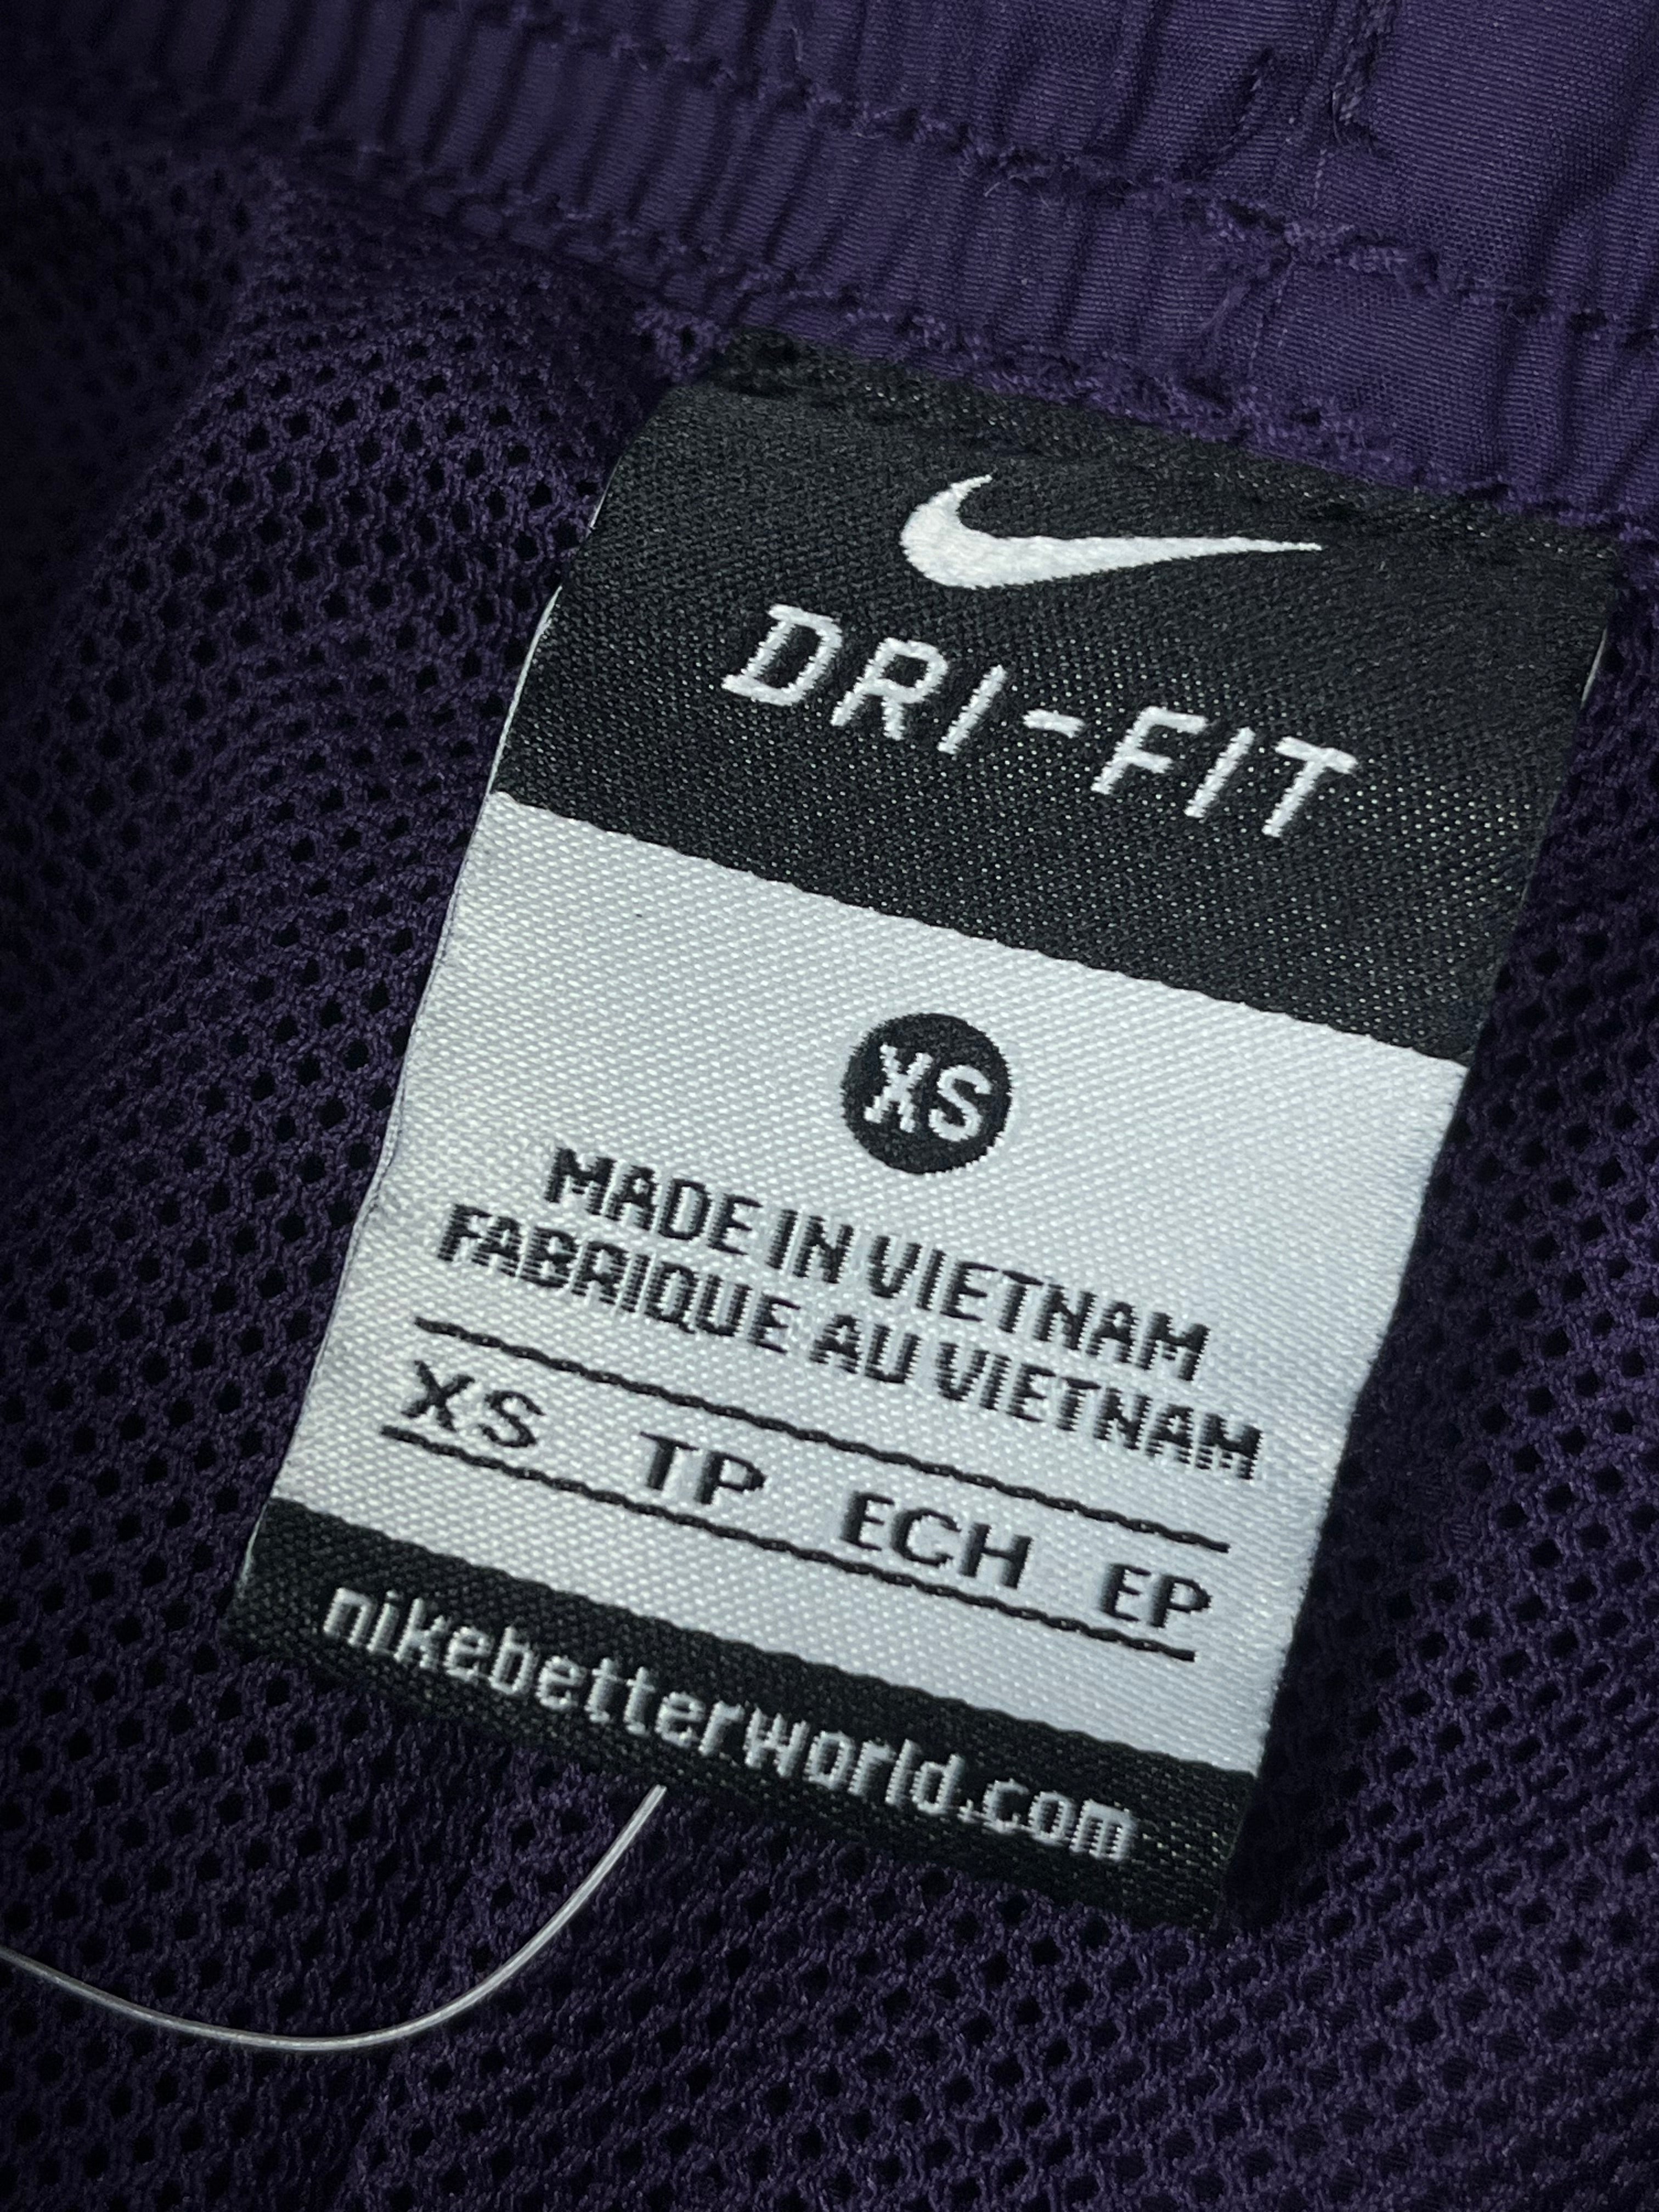 DRI-FIT
XS
MADE IN VIETNAM
FABRIQUE AU VIETNAM
XS TP ECH EP
nikebetterworld.com